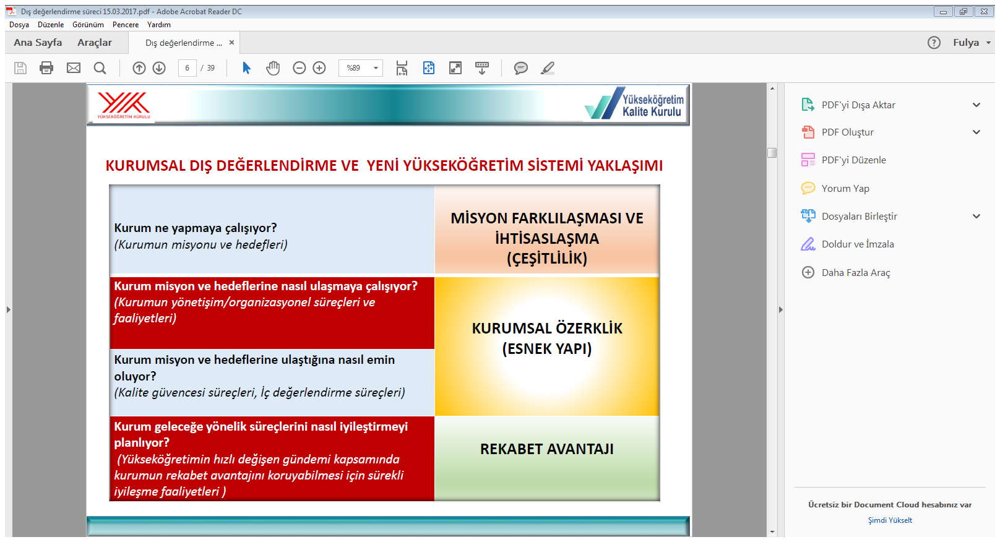 Dış değerlendirme süreci 15.03.2017.pdf - Adobe Acrobat Reader DC
Dosya Düzenle Görünüm Pencere Yardım
Ana Sayfa Araçlar Dış değerlendirme ... × ? Fulya
6 / 39 %89
YÜKSEKÖĞRETİM KURULU
Yükseköğretim
Kalite Kurulu
KURUMSAL DIŞ DEĞERLENDİRME VE YENİ YÜKSEKÖĞRETİM SİSTEMİ YAKLAŞIMI
Kurum ne yapmaya çalışıyor?
(Kurumun misyonu ve hedefleri)
MİSYON FARKLILAŞMASI VE
İHTİSASLAŞMA
(ÇEŞİTLİLİK)
Kurum misyon ve hedeflerine nasıl ulaşmaya çalışıyor?
(Kurumun yönetişim/organizasyonel süreçleri ve
faaliyetleri)
KURUMSAL ÖZERKLİK
(ESNEK YAPI)
Kurum misyon ve hedeflerine ulaştığına nasıl emin
oluyor?
(Kalite güvencesi süreçleri, İç değerlendirme süreçleri)
Kurum geleceğe yönelik süreçlerini nasıl iyileştirmeyi
planlıyor?
(Yükseköğretimin hızlı değişen gündemi kapsamında
kurumun rekabet avantajını koruyabilmesi için sürekli
iyileşme faaliyetleri )
REKABET AVANTAJI
PDF'yi Dışa Aktar
PDF Oluştur
PDF'yi Düzenle
Yorum Yap
Dosyaları Birleştir
Doldur ve İmzala
Daha Fazla Araç
Ücretsiz bir Document Cloud hesabınız var
Şimdi Yükselt